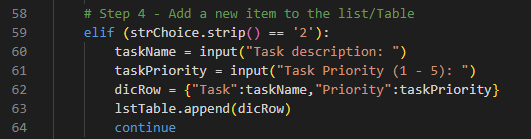 58 # Step 4 - Add a new item to the list/Table
59 elif (strChoice.strip() == '2'):
60 taskName = input("Task description: ")
61 taskPriority = input("Task Priority (1 - 5): ")
62 dicRow = {"Task":taskName,"Priority":taskPriority}
63 lstTable.append(dicRow)
64 continue